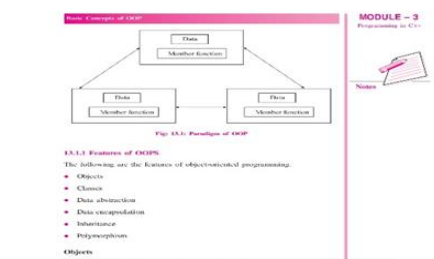 Basic Concepts of OOP
MODULE – 3
Programming in C++
Notes
Data
Member function
Data
Member function
Data
Member function
Fig: 13.1: Paradigm of OOP
13.1.1 Features of OOPS
The following are the features of object-oriented programming.
• Objects
• Classes
• Data abstraction
• Data encapsulation
• Inheritance
• Polymorphism
Objects